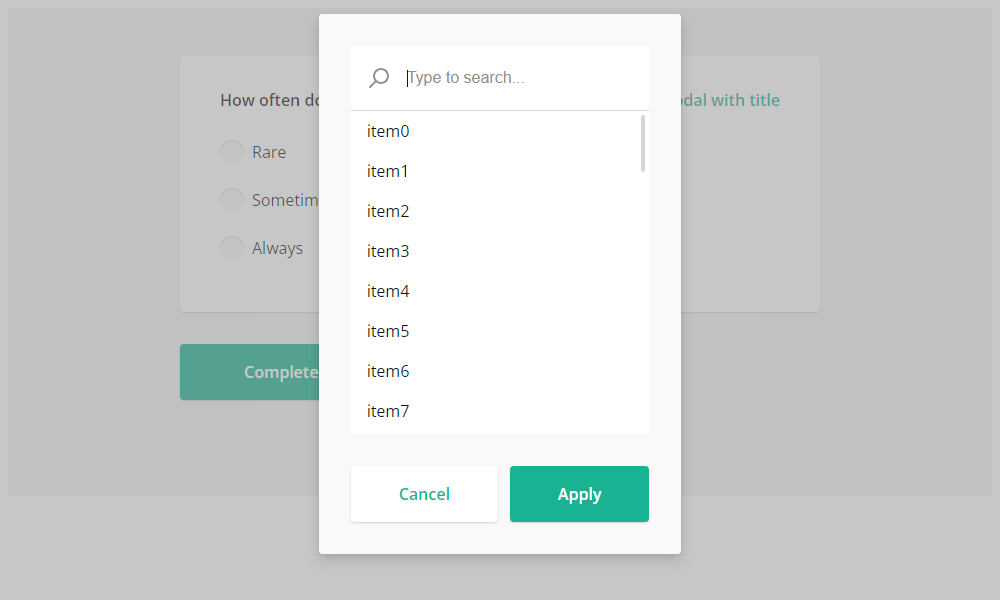 Type to search...
How often do
odal with title
item0
Rare
item1
Sometim
item2
Always
item3
item4
item5
Complete
item6
item7
Cancel
Apply